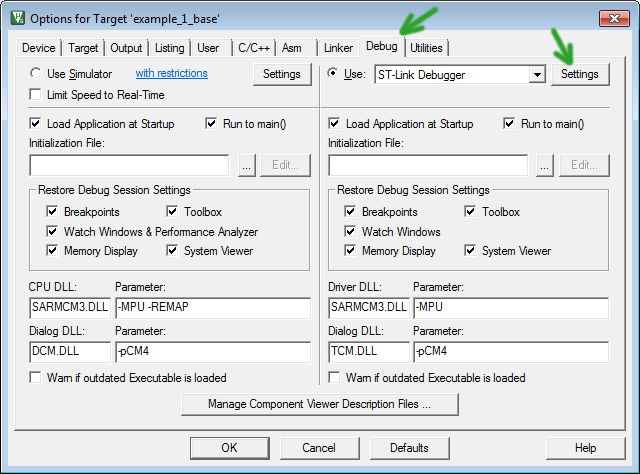 Options for Target 'example_1_base'
Device Target Output Listing User C/C++ Asm Linker Debug Utilities
Use Simulator with restrictions Settings
Use: ST-Link Debugger Settings
Limit Speed to Real-Time
Load Application at Startup Run to main()
Load Application at Startup Run to main()
Initialization File:
Initialization File:
... Edit...
... Edit...
Restore Debug Session Settings
Breakpoints Toolbox
Watch Windows & Performance Analyzer
Memory Display System Viewer
Restore Debug Session Settings
Breakpoints Toolbox
Watch Windows
Memory Display System Viewer
CPU DLL: Parameter:
SARMCM3.DLL -MPU -REMAP
Driver DLL: Parameter:
SARMCM3.DLL -MPU
Dialog DLL: Parameter:
DCM.DLL -pCM4
Dialog DLL: Parameter:
TCM.DLL -pCM4
Warn if outdated Executable is loaded
Warn if outdated Executable is loaded
Manage Component Viewer Description Files ...
OK Cancel Defaults Help